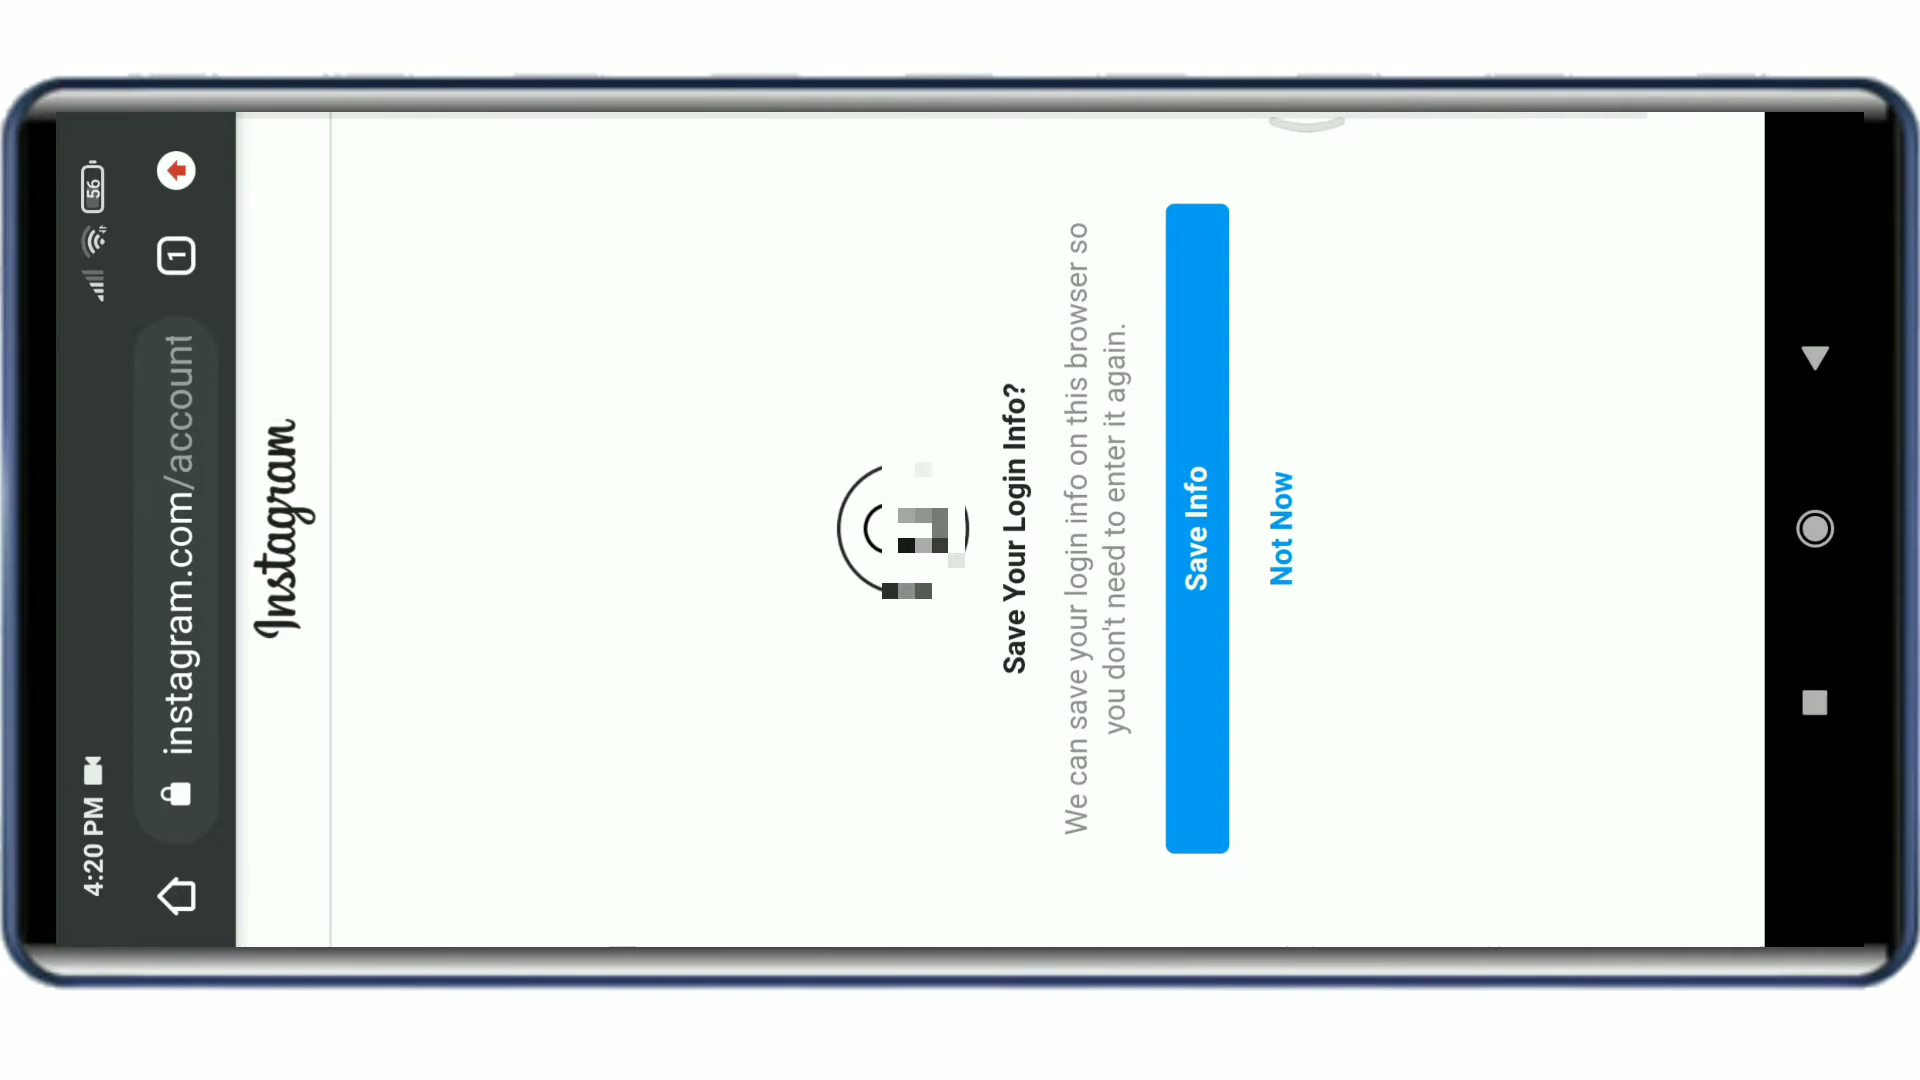 4:20 PM
56
instagram.com/account
1
Instagram
Save Your Login Info?
We can save your login info on this browser so
you don't need to enter it again.
Save Info
Not Now